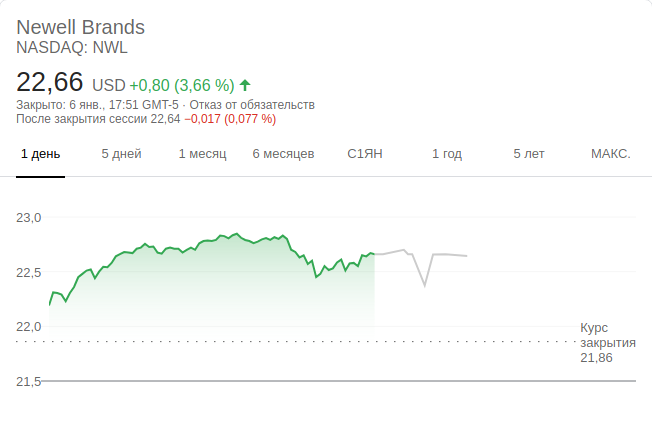 Newell Brands
NASDAQ: NWL
22,66 USD +0,80 (3,66 %)
Закрыто: 6 янв., 17:51 GMT-5 · Отказ от обязательств
После закрытия сессии 22,64 −0,017 (0,077 %)
1 день 5 дней 1 месяц 6 месяцев С1ЯН 1 год 5 лет МАКС.
23,0
22,5
22,0
Курс
закрытия
21,86
21,5